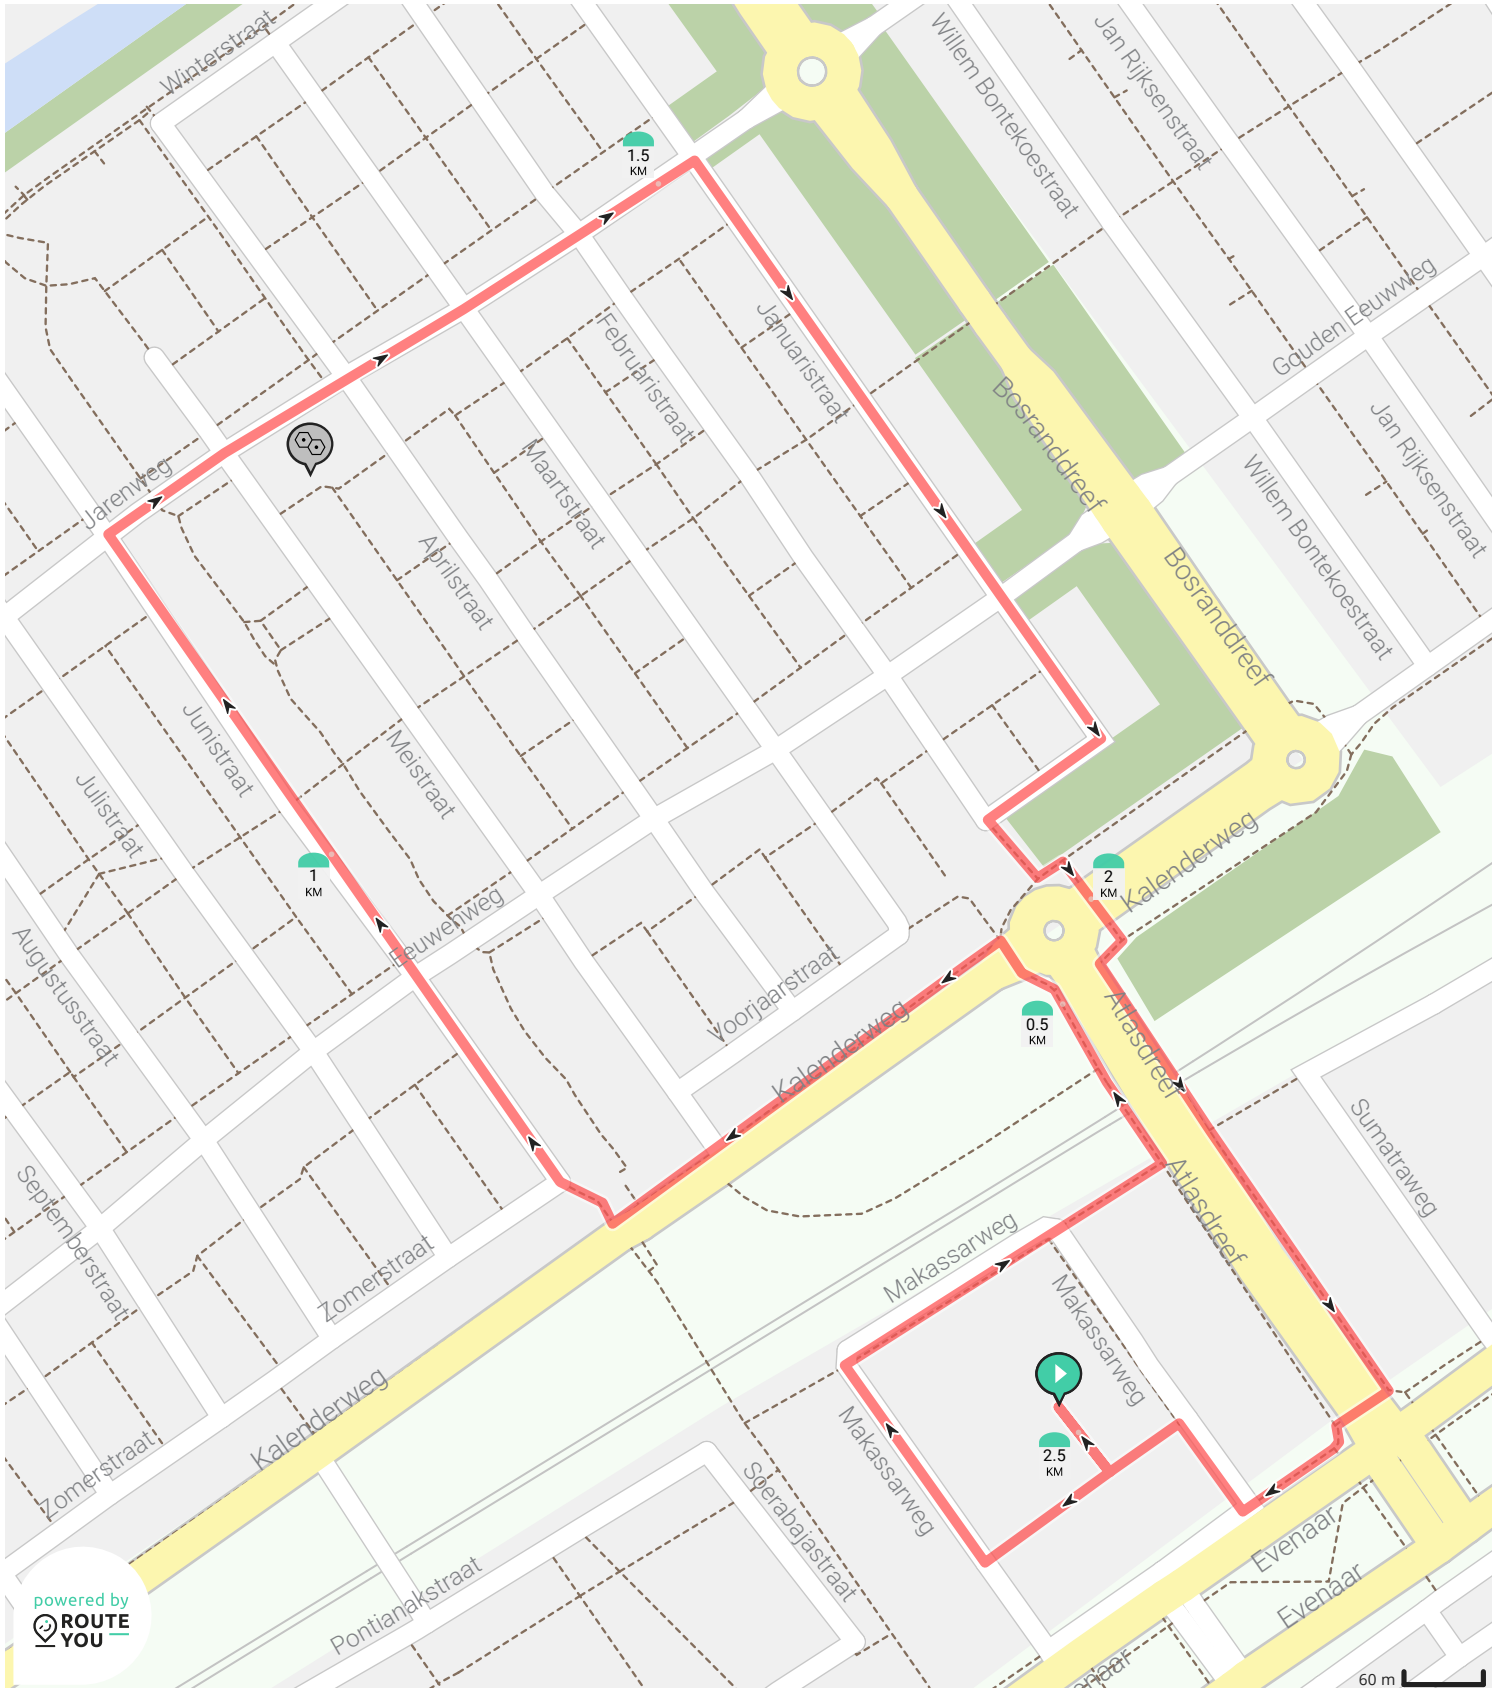 Winterstraat
Willem Bontekoestraat
Jan Rijksenstraat
1.5
KM
Gouden Eeuwweg
Januaristraat
Februaristraat
Bosranddreef
Jan Rijksenstraat
Maartstraat
Jarenweg
Willem Bontekoestraat
Aprilstraat
Bosranddreef
Junistraat
Meistraat
Julistraat
Kalenderweg
1
KM
2
KM
Eeuwenweg
Augustusstraat
Voorjaarstraat
Kalenderweg
0.5
KM
Atlasdreef
Sumatraweg
Septemberstraat
Atlasdreef
Makassarweg
Zomerstraat
Makassarweg
Kalenderweg
Makassarweg
2.5
KM
Zomerstraat
Soerabajastraat
Evenaar
Evenaar
Pontianakstraat
enaar
powered by
ROUTE
YOU
60 m